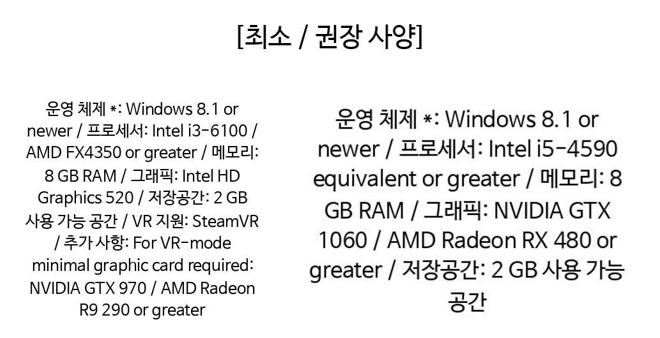 [최소 / 권장 사양]
운영 체제 *: Windows 8.1 or
newer / 프로세서: Intel i3-6100 /
AMD FX4350 or greater / 메모리:
8 GB RAM / 그래픽: Intel HD
Graphics 520 / 저장공간: 2 GB
사용 가능 공간 / VR 지원: SteamVR
/ 추가 사항: For VR-mode
minimal graphic card required:
NVIDIA GTX 970 / AMD Radeon
R9 290 or greater
운영 체제 *: Windows 8.1 or
newer / 프로세서: Intel i5-4590
equivalent or greater / 메모리: 8
GB RAM / 그래픽: NVIDIA GTX
1060 / AMD Radeon RX 480 or
greater / 저장공간: 2 GB 사용 가능
공간